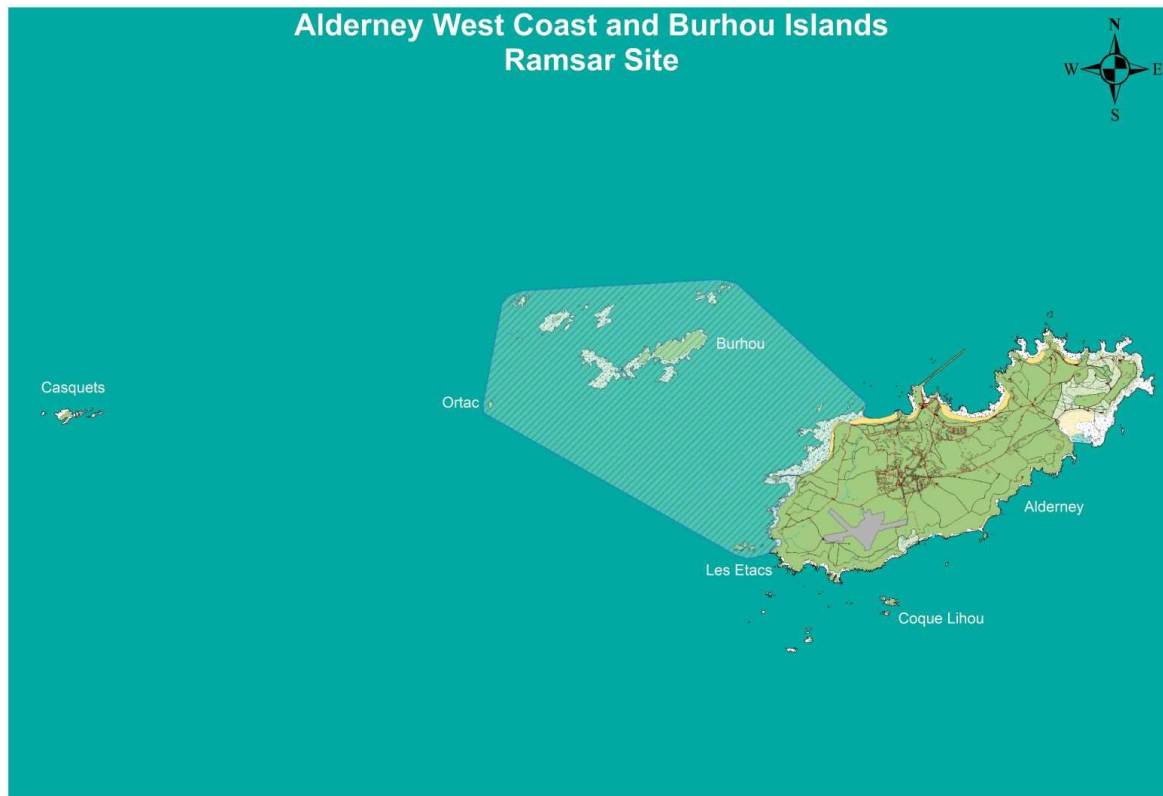 Alderney West Coast and Burhou Islands
Ramsar Site
N
W E
S
Burhou
Casquets
Ortac
Alderney
Les Etacs
Coque Lihou